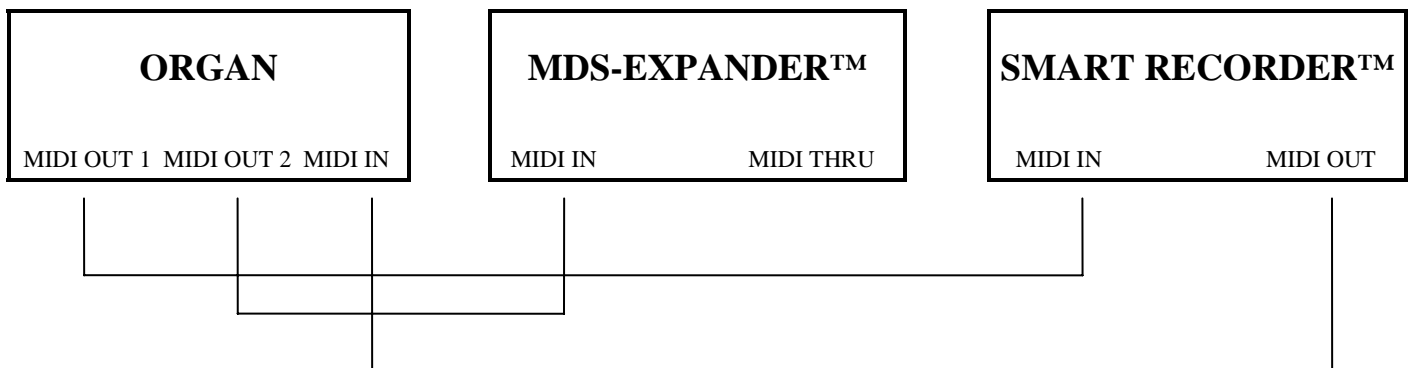 ORGAN
MIDI OUT 1 MIDI OUT 2 MIDI IN
MDS-EXPANDER™
MIDI IN MIDI THRU
SMART RECORDER™
MIDI IN MIDI OUT